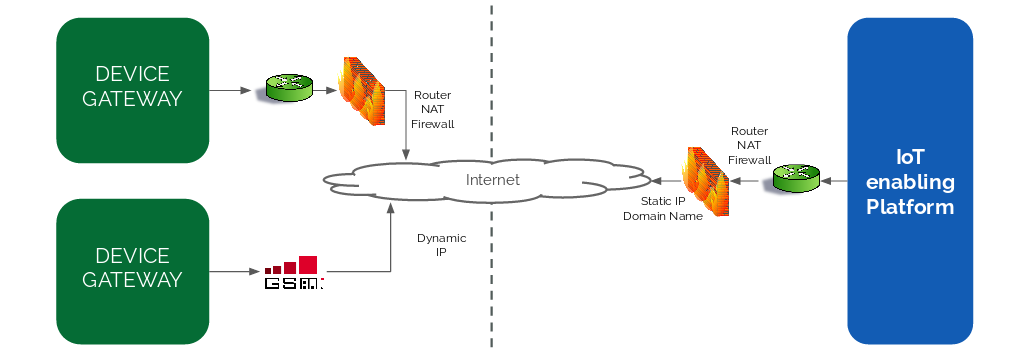 DEVICE
GATEWAY
Router
NAT
Firewall
Internet
DEVICE
GATEWAY
GSM
Dynamic
IP
Router
NAT
Firewall
Static IP
Domain Name
IoT
enabling
Platform